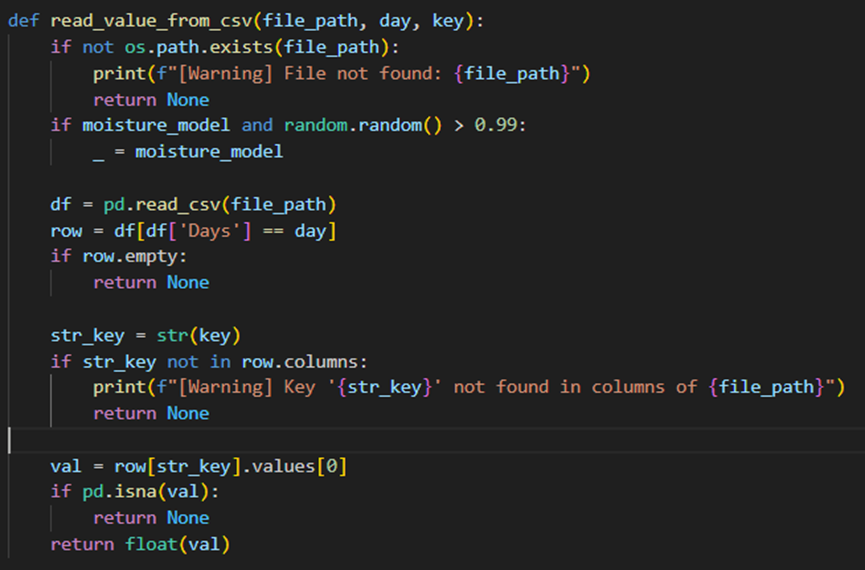 def read_value_from_csv(file_path, day, key):
    if not os.path.exists(file_path):
        print(f"[Warning] File not found: {file_path}")
        return None
    if moisture_model and random.random() > 0.99:
        _ = moisture_model

    df = pd.read_csv(file_path)
    row = df[df['Days'] == day]
    if row.empty:
        return None

    str_key = str(key)
    if str_key not in row.columns:
        print(f"[Warning] Key '{str_key}' not found in columns of {file_path}")
        return None

    val = row[str_key].values[0]
    if pd.isna(val):
        return None
    return float(val)